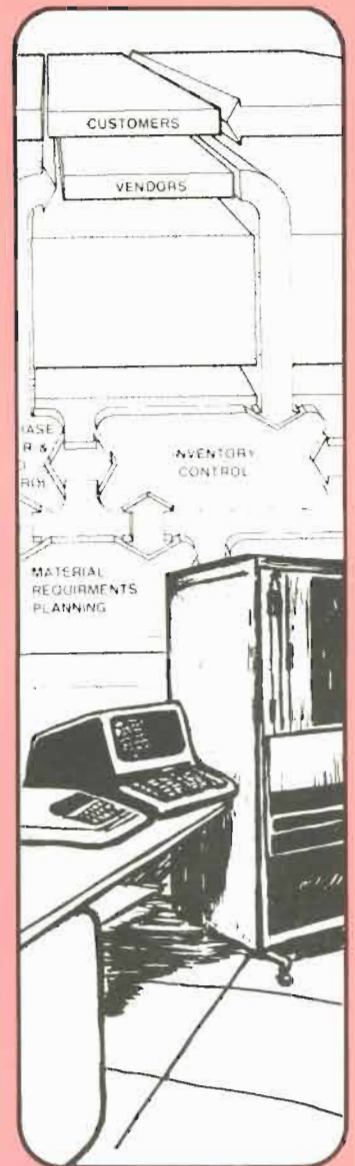 CUSTOMERS
VENDORS
R &
INVENTORY
CONTROL
MATERIAL
REQUIRMENTS
PLANNING